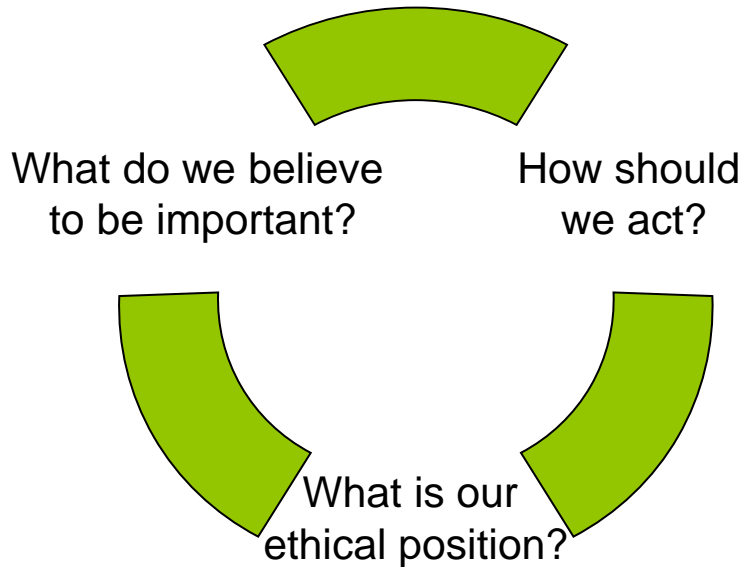 What do we believe
to be important?
How should
we act?
What is our
ethical position?